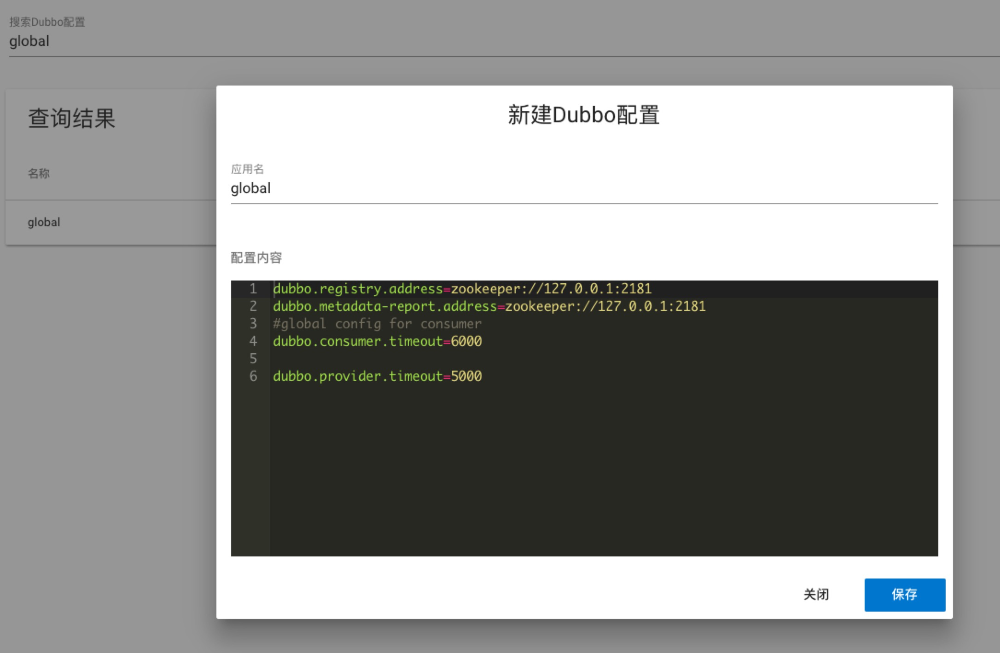 搜索Dubbo配置
global
查询结果
名称
global
新建Dubbo配置
应用名
global
配置内容
1 dubbo.registry.address=zookeeper://127.0.0.1:2181
2 dubbo.metadata-report.address=zookeeper://127.0.0.1:2181
3 #global config for consumer
4 dubbo.consumer.timeout=6000
5
6 dubbo.provider.timeout=5000
关闭 保存